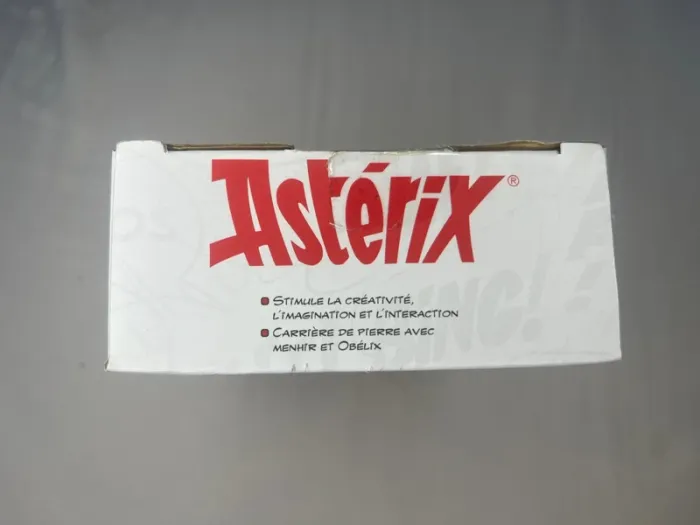 Astérix®
Stimule la créativité,
l'imagination et l'interaction
Carrière de pierre avec
menhir et Obélix